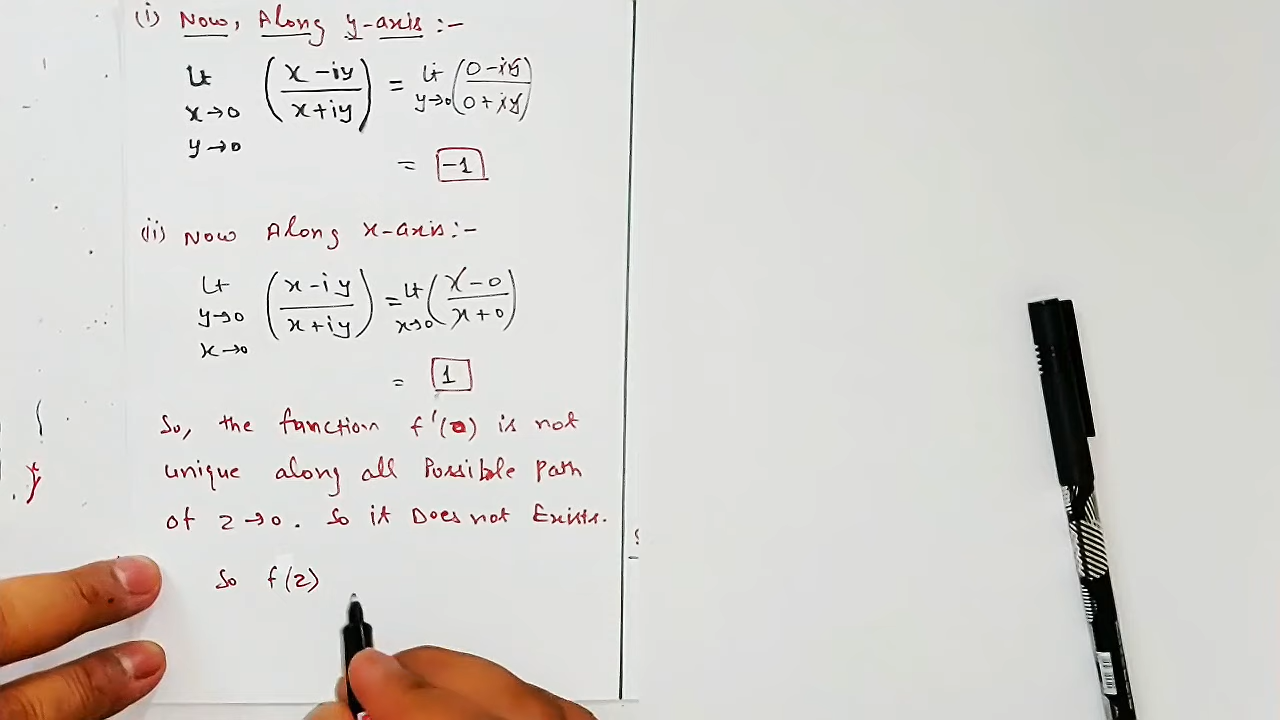 (i) Now, Along y-axis :-
Lt x→0 y→0 (x-iy / x+iy) = Lt y→0 (0-iy / 0+iy)
= -1
(ii) Now Along x-axis :-
Lt y→0 x→0 (x-iy / x+iy) = Lt x→0 (x-0 / x+0)
= 1
So, the function f'(0) is not
unique along all Possible Path
of z→0. So it Does not Exists.
So f(z)